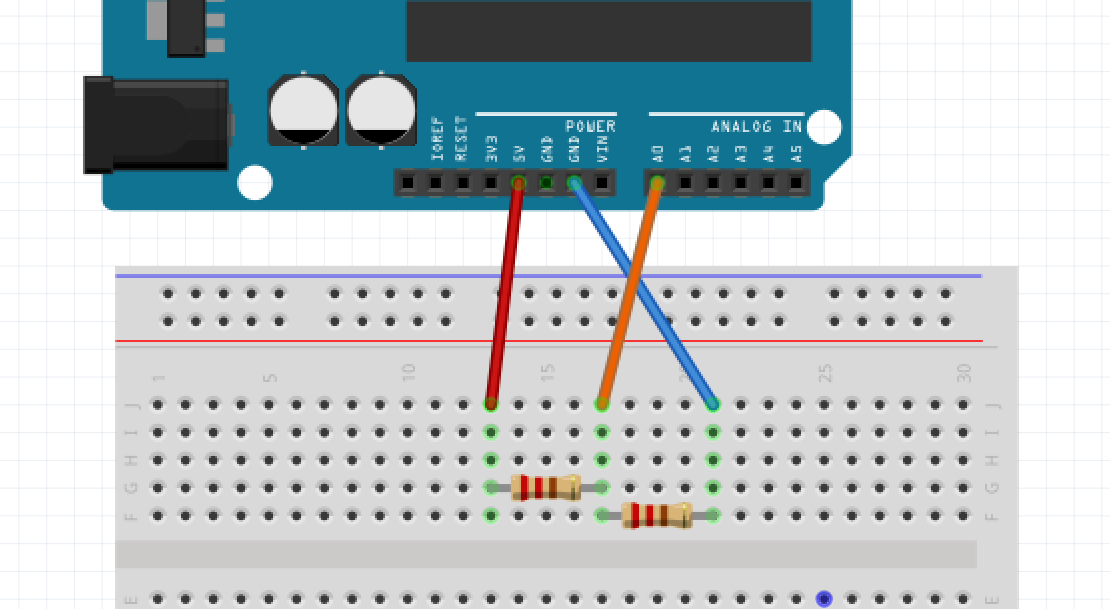 POWER
ANALOG IN
IOREF
RESET
3V3
5V
GND
GND
VIN
A0
A1
A2
A3
A4
A5
1
5
10
15
25
30
J
J
I
I
H
H
G
G
F
F
E
E